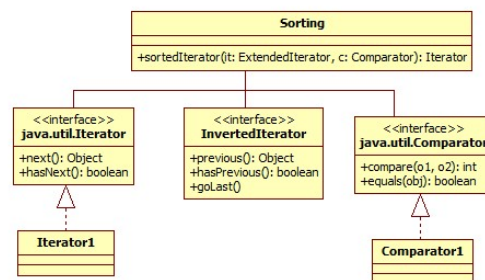 Sorting
+sortedIterator(it: ExtendedIterator, c: Comparator): Iterator
<<interface>>
java.util.Iterator
+next(): Object
+hasNext(): boolean
<<interface>>
InvertedIterator
+previous(): Object
+hasPrevious(): boolean
+goLast()
<<interface>>
java.util.Comparator
+compare(o1, o2): int
+equals(obj): boolean
Iterator1
Comparator1